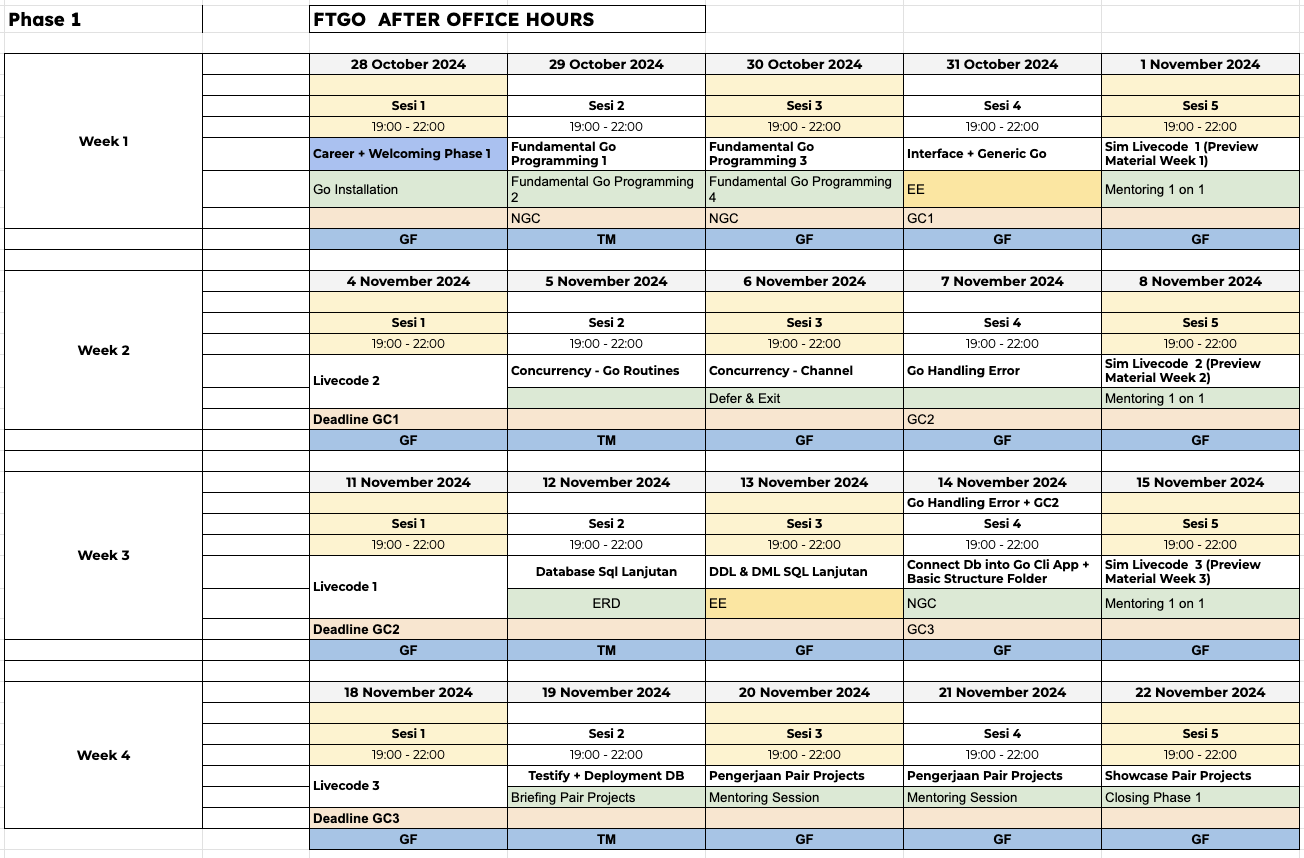 Phase 1
FTGO  AFTER OFFICE HOURS
28 October 2024
29 October 2024
30 October 2024
31 October 2024
1 November 2024
Week 1
Sesi 1
Sesi 2
Sesi 3
Sesi 4
Sesi 5
19:00 - 22:00
19:00 - 22:00
19:00 - 22:00
19:00 - 22:00
19:00 - 22:00
Career + Welcoming Phase 1
Fundamental Go
Programming 1
Fundamental Go
Programming 3
Interface + Generic Go
Sim Livecode  1 (Preview
Material Week 1)
Go Installation
Fundamental Go Programming
2
Fundamental Go Programming
4
EE
Mentoring 1 on 1
NGC
NGC
GC1
GF
TM
GF
GF
GF
4 November 2024
5 November 2024
6 November 2024
7 November 2024
8 November 2024
Week 2
Sesi 1
Sesi 2
Sesi 3
Sesi 4
Sesi 5
19:00 - 22:00
19:00 - 22:00
19:00 - 22:00
19:00 - 22:00
19:00 - 22:00
Livecode 2
Concurrency - Go Routines
Concurrency - Channel
Go Handling Error
Sim Livecode  2 (Preview
Material Week 2)
Defer & Exit
Mentoring 1 on 1
Deadline GC1
GC2
GF
TM
GF
GF
GF
11 November 2024
12 November 2024
13 November 2024
14 November 2024
15 November 2024
Week 3
Go Handling Error + GC2
Sesi 1
Sesi 2
Sesi 3
Sesi 4
Sesi 5
19:00 - 22:00
19:00 - 22:00
19:00 - 22:00
19:00 - 22:00
19:00 - 22:00
Livecode 1
Database Sql Lanjutan
DDL & DML SQL Lanjutan
Connect Db into Go Cli App +
Basic Structure Folder
Sim Livecode  3 (Preview
Material Week 3)
ERD
EE
NGC
Mentoring 1 on 1
Deadline GC2
GC3
GF
TM
GF
GF
GF
18 November 2024
19 November 2024
20 November 2024
21 November 2024
22 November 2024
Week 4
Sesi 1
Sesi 2
Sesi 3
Sesi 4
Sesi 5
19:00 - 22:00
19:00 - 22:00
19:00 - 22:00
19:00 - 22:00
19:00 - 22:00
Livecode 3
Testify + Deployment DB
Pengerjaan Pair Projects
Pengerjaan Pair Projects
Showcase Pair Projects
Briefing Pair Projects
Mentoring Session
Mentoring Session
Closing Phase 1
Deadline GC3
GF
TM
GF
GF
GF